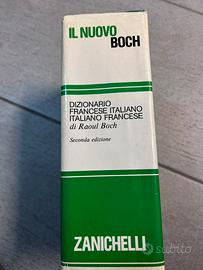 IL NUOVO
BOCH
DIZIONARIO
FRANCESE ITALIANO
ITALIANO FRANCESE
di Raoul Boch
Seconda edizione
ZANICHELLI
subito